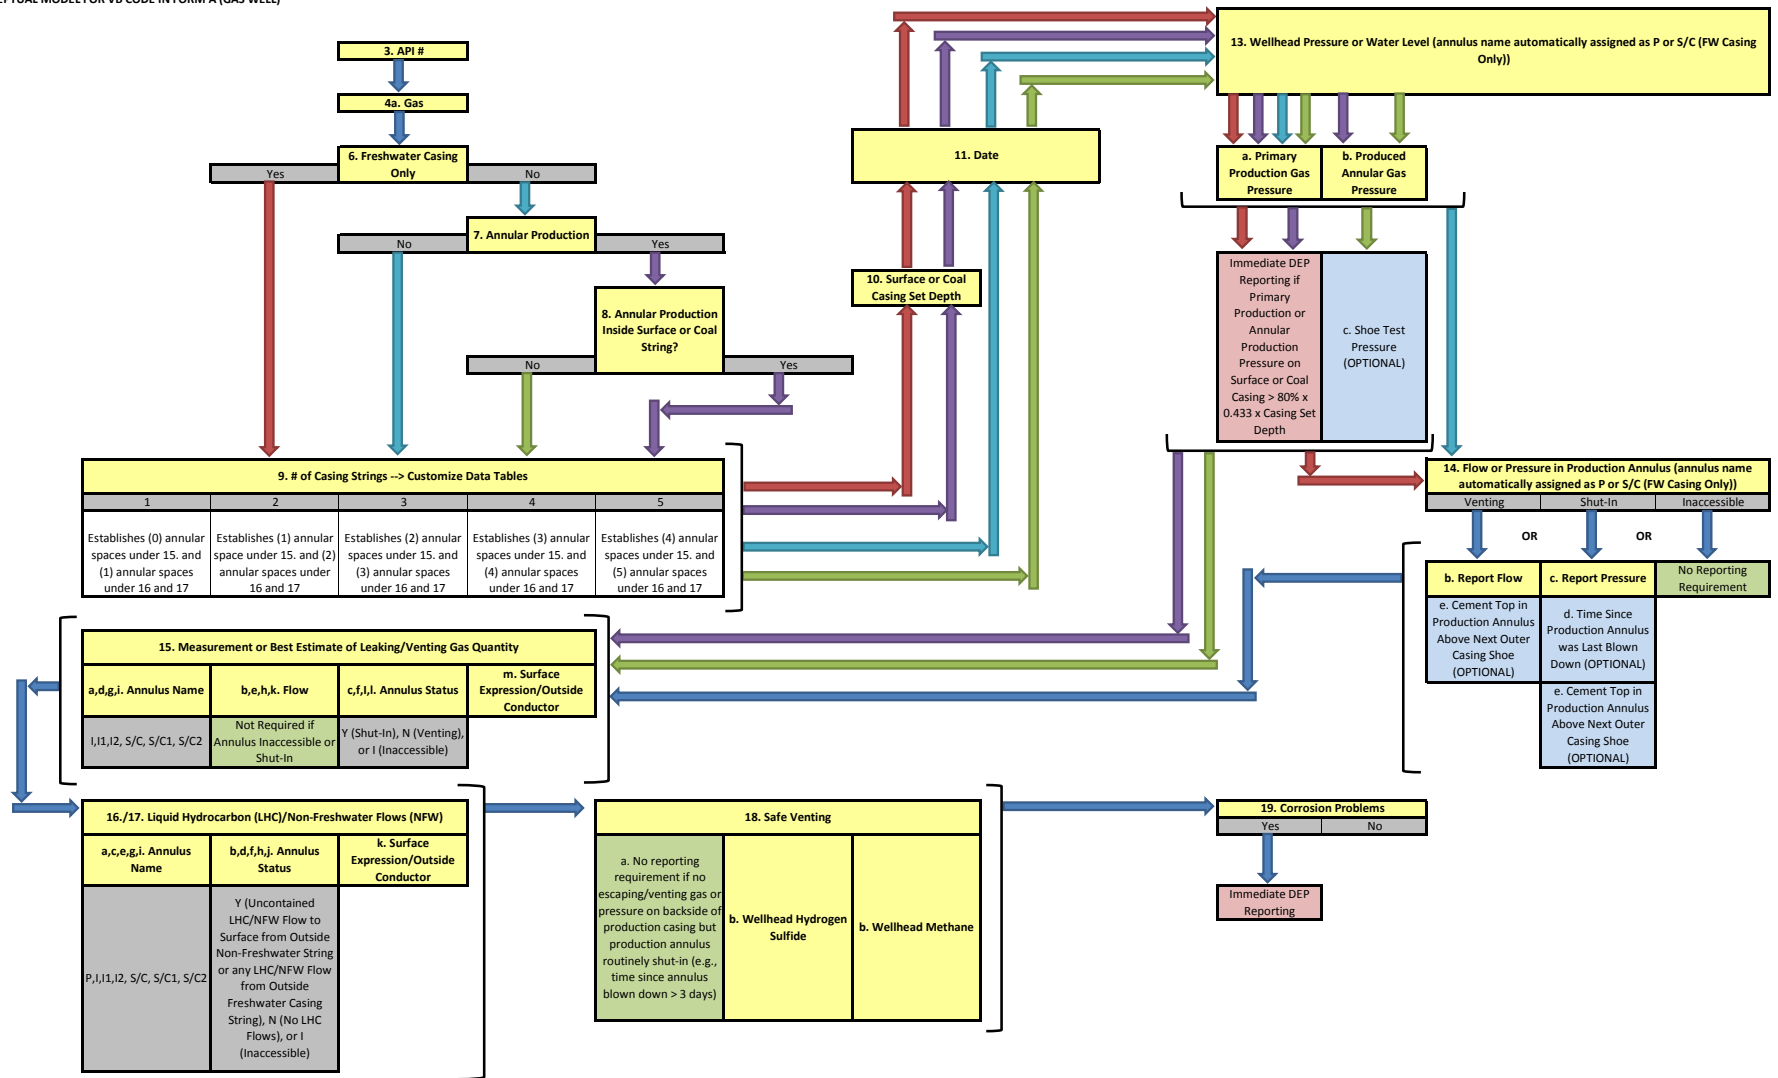 EPTUAL MODEL FOR VB CODE IN FORM A (GAS WELL)
3. API #
4a. Gas
6. Freshwater Casing
Only
Yes
No
7. Annular Production
No
Yes
8. Annular Production
Inside Surface or Coal
String?
No
Yes
9. # of Casing Strings --> Customize Data Tables
1
2
3
4
5
Establishes (0) annular
spaces under 15. and
(1) annular spaces
under 16 and 17
Establishes (1) annular
space under 15. and (2)
annular spaces under
16 and 17
Establishes (2) annular
spaces under 15. and
(3) annular spaces
under 16 and 17
Establishes (3) annular
spaces under 15. and
(4) annular spaces
under 16 and 17
Establishes (4) annular
spaces under 15. and
(5) annular spaces
under 16 and 17
10. Surface or Coal
Casing Set Depth
11. Date
13. Wellhead Pressure or Water Level (annulus name automatically assigned as P or S/C (FW Casing
Only))
a. Primary
Production Gas
Pressure
b. Produced
Annular Gas
Pressure
Immediate DEP
Reporting if
Primary
Production or
Annular
Production
Pressure on
Surface or Coal
Casing > 80% x
0.433 x Casing Set
Depth
c. Shoe Test
Pressure
(OPTIONAL)
14. Flow or Pressure in Production Annulus (annulus name
automatically assigned as P or S/C (FW Casing Only))
Venting
Shut-In
Inaccessible
OR
OR
b. Report Flow
c. Report Pressure
No Reporting
Requirement
e. Cement Top in
Production Annulus
Above Next Outer
Casing Shoe
(OPTIONAL)
d. Time Since
Production Annulus
was Last Blown
Down (OPTIONAL)
e. Cement Top in
Production Annulus
Above Next Outer
Casing Shoe
(OPTIONAL)
15. Measurement or Best Estimate of Leaking/Venting Gas Quantity
a,d,g,i. Annulus Name
b,e,h,k. Flow
c,f,I,l. Annulus Status
m. Surface
Expression/Outside
Conductor
I,I1,I2, S/C, S/C1, S/C2
Not Required if
Annulus Inaccessible or
Shut-In
Y (Shut-In), N (Venting),
or I (Inaccessible)
16./17. Liquid Hydrocarbon (LHC)/Non-Freshwater Flows (NFW)
a,c,e,g,i. Annulus
Name
b,d,f,h,j. Annulus
Status
k. Surface
Expression/Outside
Conductor
P,I,I1,I2, S/C, S/C1, S/C2
Y (Uncontained
LHC/NFW Flow to
Surface from Outside
Non-Freshwater String
or any LHC/NFW Flow
from Outside
Freshwater Casing
String), N (No LHC
Flows), or I
(Inaccessible)
18. Safe Venting
a. No reporting
requirement if no
escaping/venting gas or
pressure on backside of
production casing but
production annulus
routinely shut-in (e.g.,
time since annulus
blown down > 3 days)
b. Wellhead Hydrogen
Sulfide
b. Wellhead Methane
19. Corrosion Problems
Yes
No
Immediate DEP
Reporting